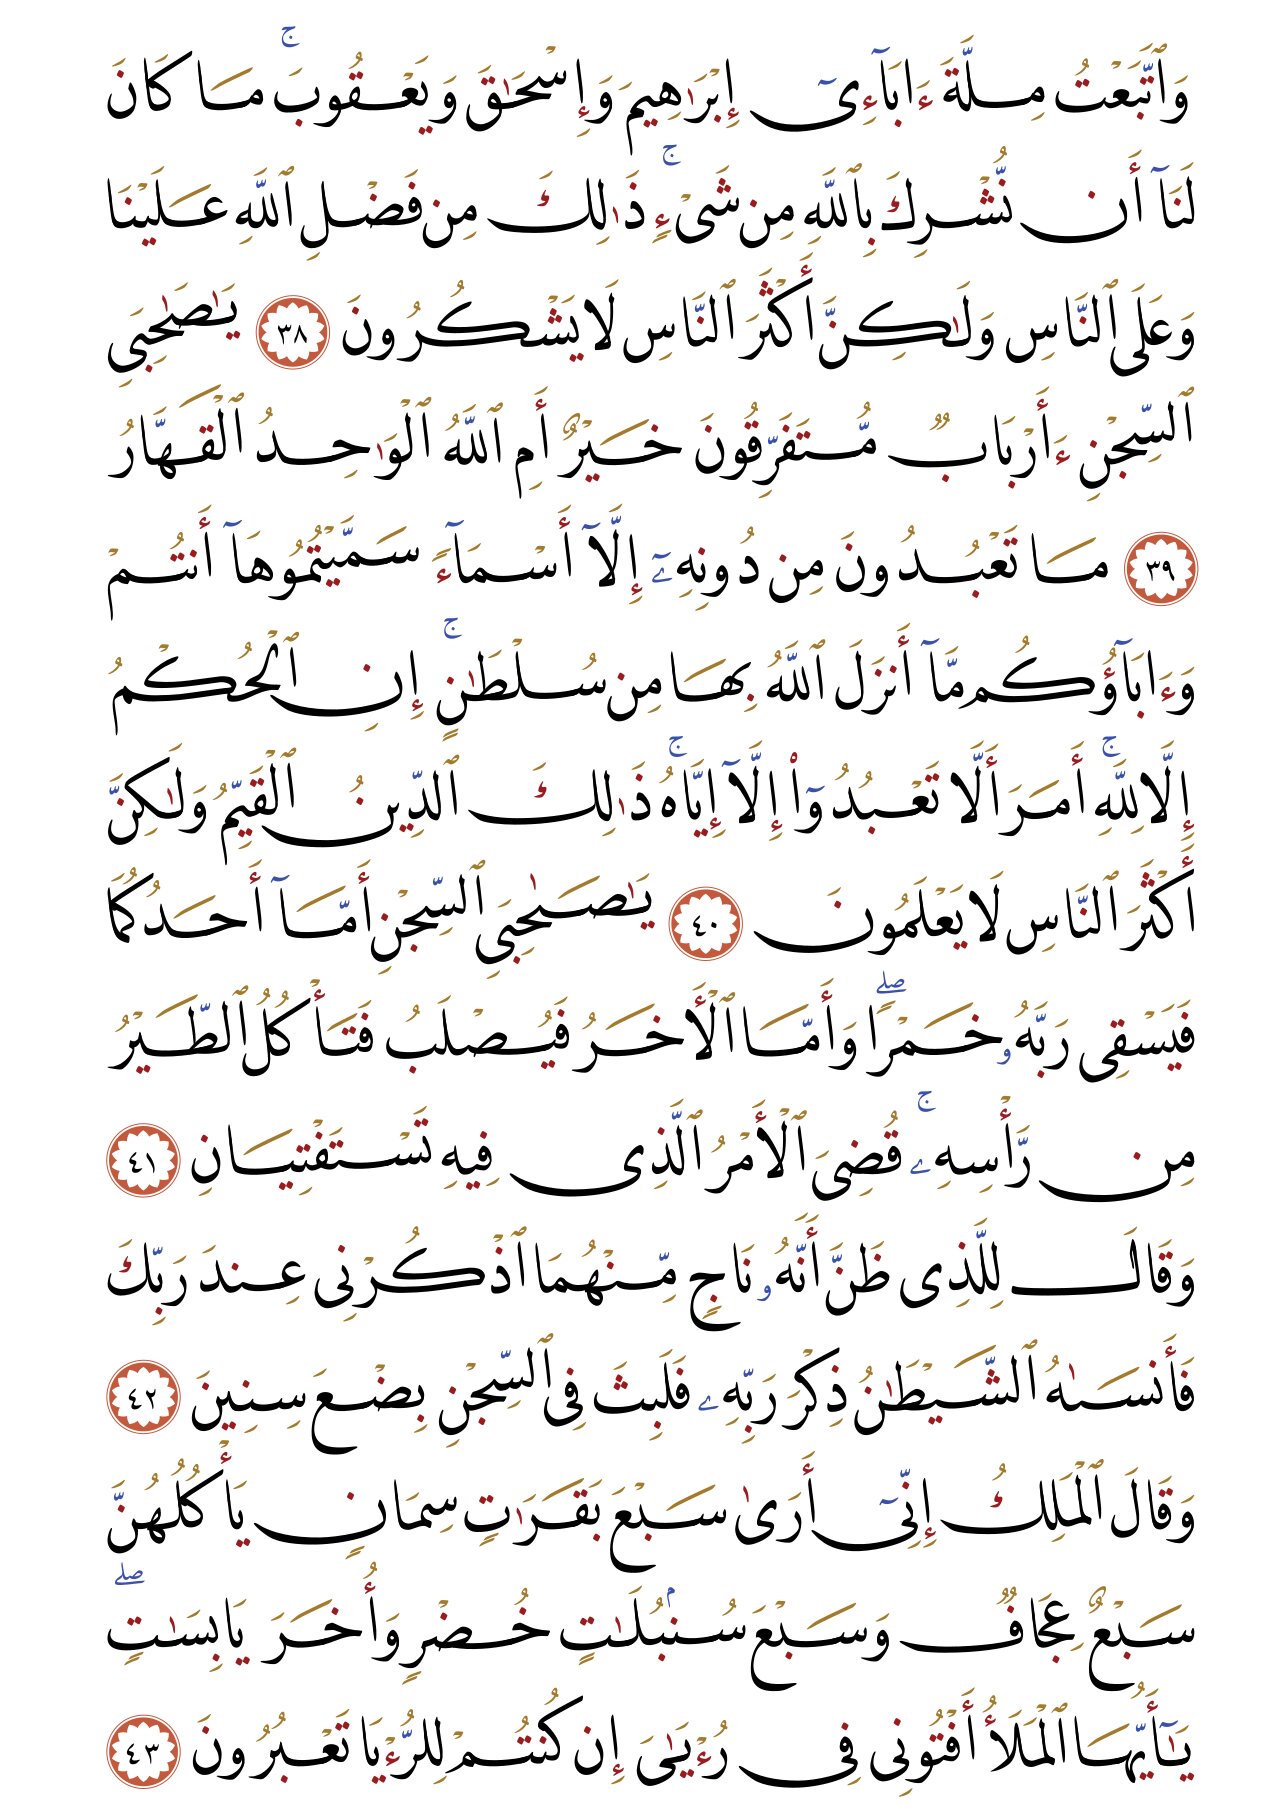 وَٱتَّبَعْتُ مِلَّةَ ءَابَآءِىٓ إِبْرَٰهِيمَ وَإِسْحَـٰقَ وَيَعْقُوبَ ۚ مَا كَانَ
لَنَآ أَن نُّشْرِكَ بِٱللَّهِ مِن شَىْءٍ ۚ ذَٰلِكَ مِن فَضْلِ ٱللَّهِ عَلَيْنَا
وَعَلَى ٱلنَّاسِ وَلَـٰكِنَّ أَكْثَرَ ٱلنَّاسِ لَا يَشْكُرُونَ ٣٨ يَـٰصَـٰحِبَىِ
ٱلسِّجْنِ ءَأَرْبَابٌ مُّتَفَرِّقُونَ خَيْرٌ أَمِ ٱللَّهُ ٱلْوَٰحِدُ ٱلْقَهَّارُ
٣٩ مَا تَعْبُدُونَ مِن دُونِهِۦٓ إِلَّآ أَسْمَآءً سَمَّيْتُمُوهَآ أَنتُمْ
وَءَابَآؤُكُم مَّآ أَنزَلَ ٱللَّهُ بِهَا مِن سُلْطَـٰنٍ ۚ إِنِ ٱلْحُكْمُ
إِلَّا لِلَّهِ ۚ أَمَرَ أَلَّا تَعْبُدُوٓا۟ إِلَّآ إِيَّاهُ ۚ ذَٰلِكَ ٱلدِّينُ ٱلْقَيِّمُ وَلَـٰكِنَّ
أَكْثَرَ ٱلنَّاسِ لَا يَعْلَمُونَ ٤٠ يَـٰصَـٰحِبَىِ ٱلسِّجْنِ أَمَّآ أَحَدُكُمَا
فَيَسْقِى رَبَّهُۥ خَمْرًا ۖ وَأَمَّا ٱلْأَخَرُ فَيُصْلَبُ فَتَأْكُلُ ٱلطَّيْرُ
مِن رَّأْسِهِۦ ۚ قُضِىَ ٱلْأَمْرُ ٱلَّذِى فِيهِ تَسْتَفْتِيَانِ ٤١
وَقَالَ لِلَّذِى ظَنَّ أَنَّهُۥ نَاجٍ مِّنْهُمَا ٱذْكُرْنِى عِندَ رَبِّكَ
فَأَنسَىٰهُ ٱلشَّيْطَـٰنُ ذِكْرَ رَبِّهِۦ فَلَبِثَ فِى ٱلسِّجْنِ بِضْعَ سِنِينَ ٤٢
وَقَالَ ٱلْمَلِكُ إِنِّىٓ أَرَىٰ سَبْعَ بَقَرَٰتٍ سِمَانٍ يَأْكُلُهُنَّ
سَبْعٌ عِجَافٌ وَسَبْعَ سُنۢبُلَـٰتٍ خُضْرٍ وَأُخَرَ يَابِسَـٰتٍ ۖ
يَـٰٓأَيُّهَا ٱلْمَلَأُ أَفْتُونِى فِى رُءْيَـٰىَ إِن كُنتُمْ لِلرُّءْيَا تَعْبُرُونَ ٤٣